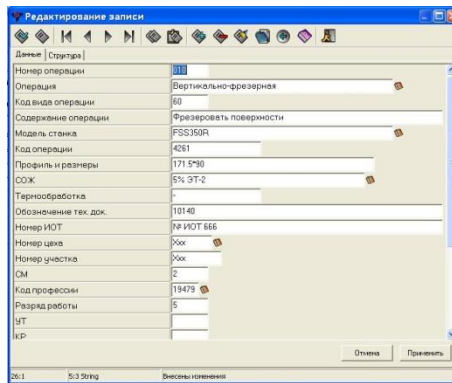 Редактирование записи
Данные Структура
Номер операции 010
Операция Вертикально-фрезерная
Код вида операции 60
Содержание операции Фрезеровать поверхности
Модель станка FSS350R
Код операции 4261
Профиль и размеры 171.5*90
СОЖ 5% ЭТ-2
Термообработка -
Обозначение тех. док. 10140
Номер ИОТ № ИОТ 666
Номер цеха Xxx
Номер участка Xxx
СМ 2
Код профессии 19479
Разряд работы 5
УТ
КР
Отмена Применить
26:1 5:3 String Внесены изменения